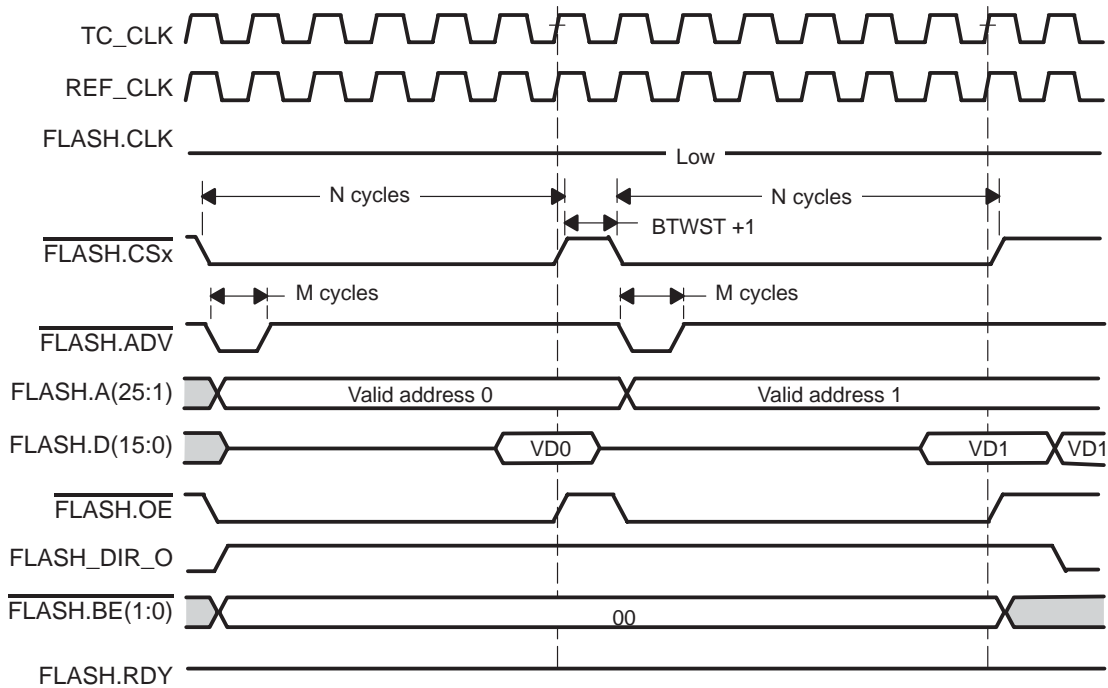 TC_CLK
REF_CLK
FLASH.CLK
Low
N cycles
N cycles
BTWST +1
FLASH.CSx
M cycles
M cycles
FLASH.ADV
FLASH.A(25:1)
Valid address 0
Valid address 1
FLASH.D(15:0)
VD0
VD1
VD1
FLASH.OE
FLASH_DIR_O
FLASH.BE(1:0)
00
FLASH.RDY